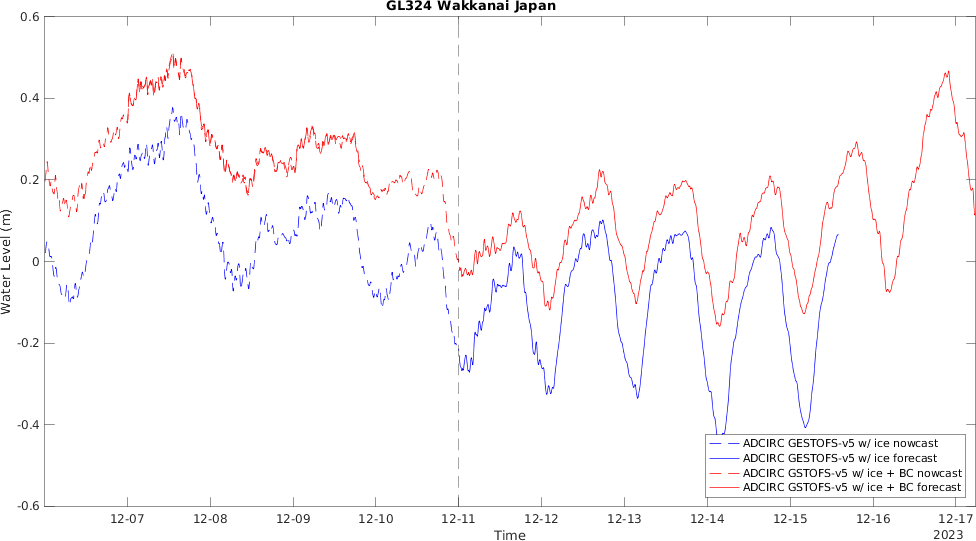 GL324 Wakkanai Japan
0.6
0.4
0.2
0
-0.2
-0.4
-0.6
Water Level (m)
ADCIRC GESTOFS-v5 w/ ice nowcast
ADCIRC GESTOFS-v5 w/ ice forecast
ADCIRC GSTOFS-v5 w/ ice + BC nowcast
ADCIRC GSTOFS-v5 w/ ice + BC forecast
12-07 12-08 12-09 12-10 12-11 12-12 12-13 12-14 12-15 12-16 12-17
Time
2023